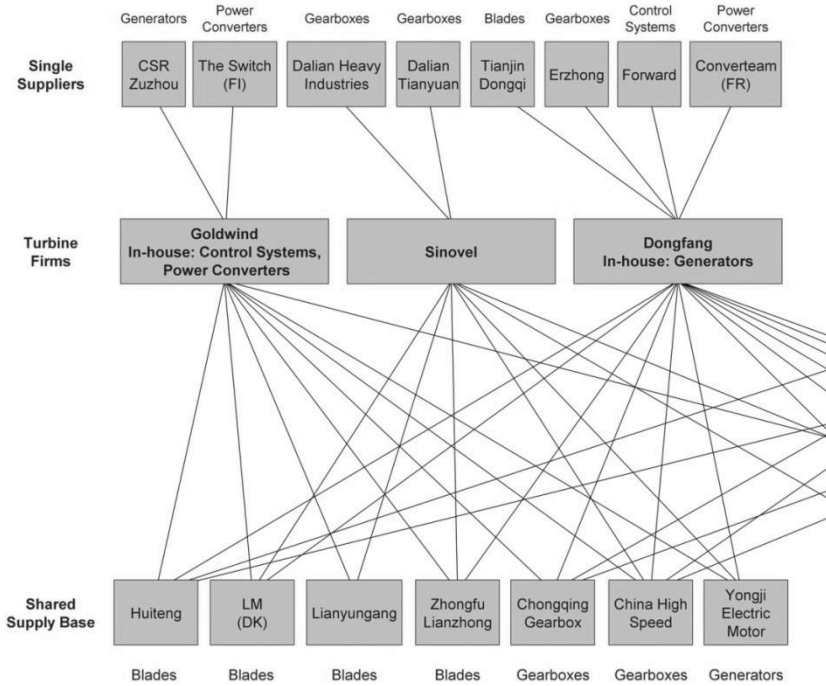 Generators
Power
Converters
Gearboxes
Gearboxes
Blades
Gearboxes
Control
Systems
Power
Converters
Single
Suppliers
CSR
Zuzhou
The Switch
(FI)
Dalian Heavy
Industries
Dalian
Tianyuan
Tianjin
Dongqi
Erzhong
Forward
Converteam
(FR)
Turbine
Firms
Goldwind
In-house: Control Systems,
Power Converters
Sinovel
Dongfang
In-house: Generators
Shared
Supply Base
Huiteng
LM
(DK)
Lianyungang
Zhongfu
Lianzhong
Chongqing
Gearbox
China High
Speed
Yongji
Electric
Motor
Blades
Blades
Blades
Blades
Gearboxes
Gearboxes
Generators